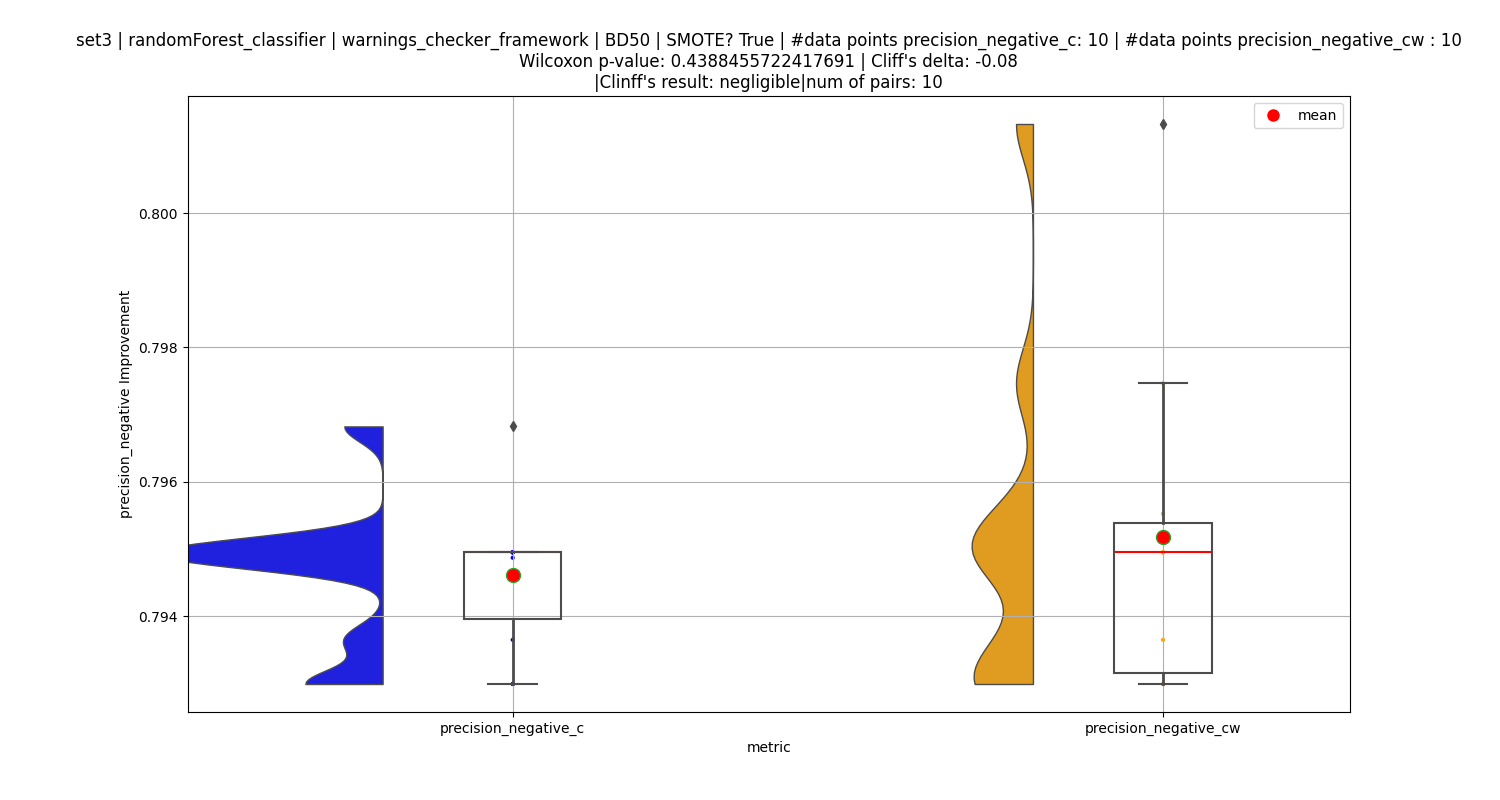 set3 | randomForest_classifier | warnings_checker_framework | BD50 | SMOTE? True | #data points precision_negative_c: 10 | #data points precision_negative_cw : 10
Wilcoxon p-value: 0.4388455722417691 | Cliff's delta: -0.08
|Clinff's result: negligible|num of pairs: 10
mean
0.800
0.798
0.796
0.794
precision_negative Improvement
precision_negative_c
precision_negative_cw
metric